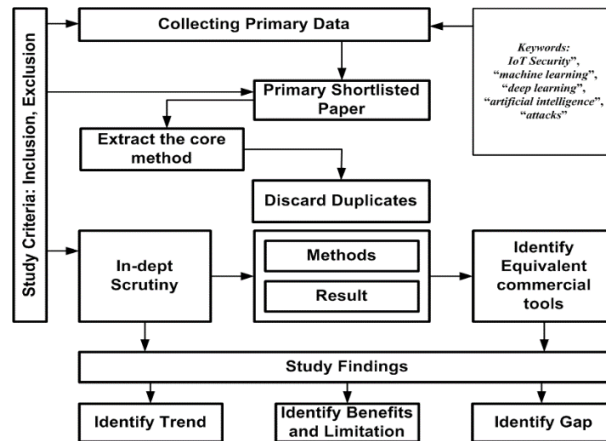 Study Criteria: Inclusion, Exclusion
Collecting Primary Data
Keywords:
IoT Security”,
“machine learning”,
“deep learning”,
“artificial intelligence”,
“attacks”
Primary Shortlisted
Paper
Extract the core
method
Discard Duplicates
In-dept
Scrutiny
Methods
Result
Identify
Equivalent
commercial
tools
Study Findings
Identify Trend
Identify Benefits
and Limitation
Identify Gap